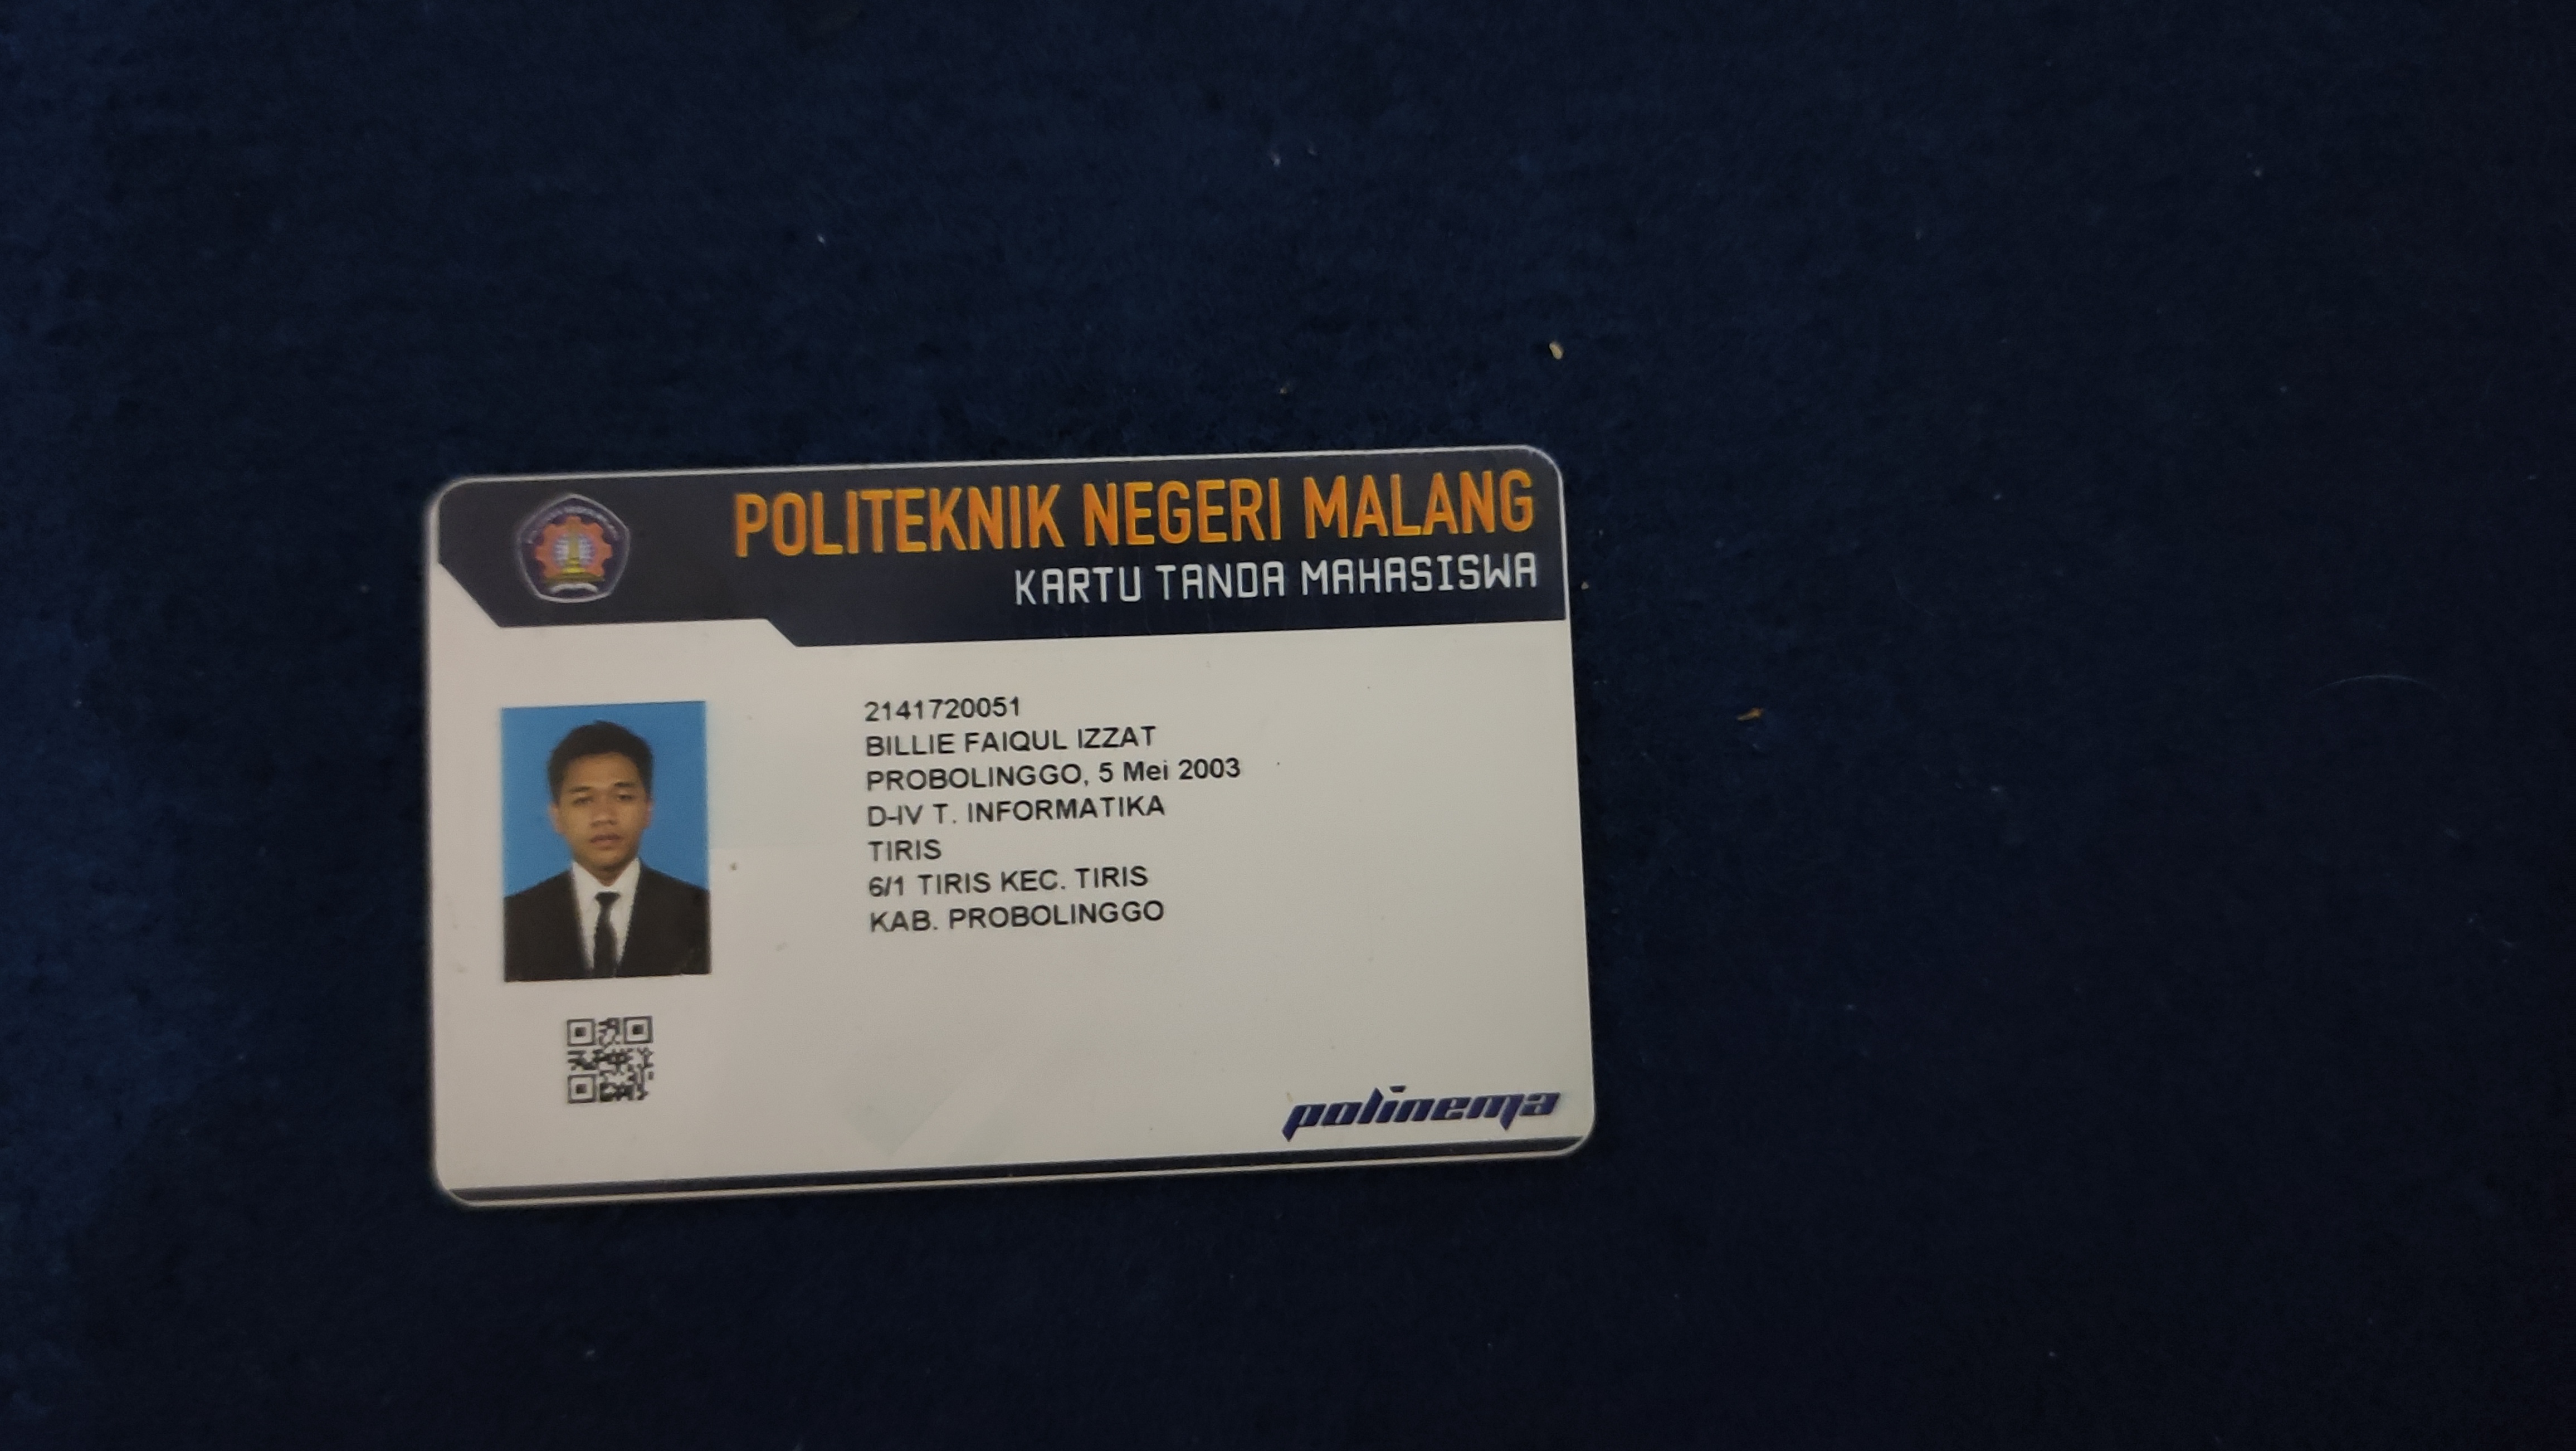 POLITEKNIK NEGERI MALANG
KARTU TANDA MAHASISWA
2141720051
BILLIE FAIQUL IZZAT
PROBOLINGGO, 5 Mei 2003
D-IV T. INFORMATIKA
TIRIS
6/1 TIRIS KEC. TIRIS
KAB. PROBOLINGGO
polinema